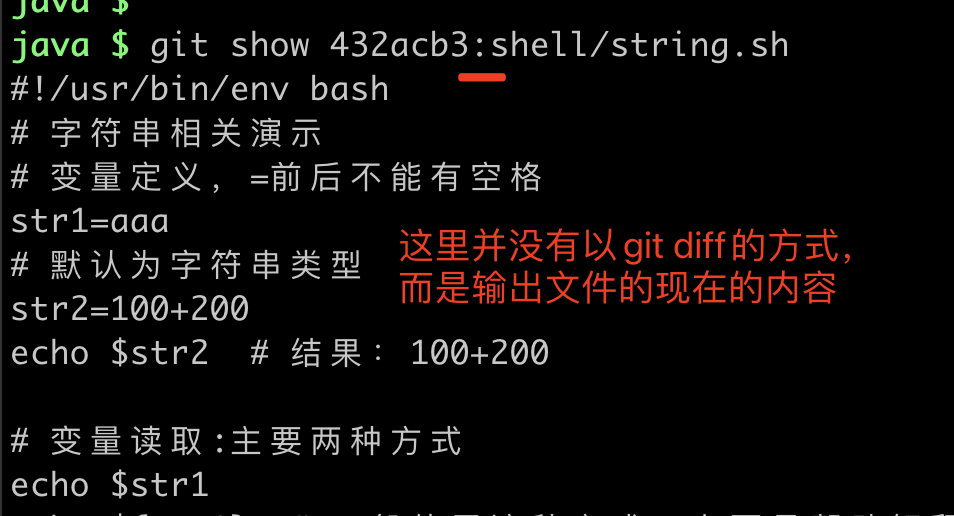 java $
java $ git show 432acb3:shell/string.sh
#!/usr/bin/env bash
# 字符串相关演示
# 变量定义，=前后不能有空格
str1=aaa
这里并没有以git diff的方式，
# 默认为字符串类型
而是输出文件的现在的内容
str2=100+200
echo $str2  # 结果：100+200
# 变量读取:主要两种方式
echo $str1